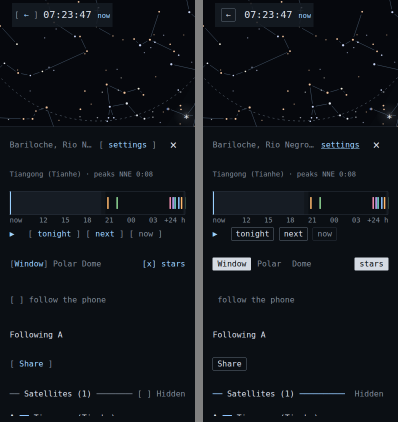 [ ← ] 07:23:47 now
Bariloche, Rio N… [ settings ] ×
Tiangong (Tianhe) · peaks NNE 0:08
now 12 15 18 21 00 03 +24 h
▶ [ tonight ] [ next ] [ now ]
[Window] Polar Dome [x] stars
[ ] follow the phone
Following A
[ Share ]
Satellites (1) [ ] Hidden
← 07:23:47 now
Bariloche, Rio Negro… settings ×
Tiangong (Tianhe) · peaks NNE 0:08
now 12 15 18 21 00 03 +24 h
▶ tonight next now
Window Polar Dome stars
follow the phone
Following A
Share
Satellites (1) Hidden